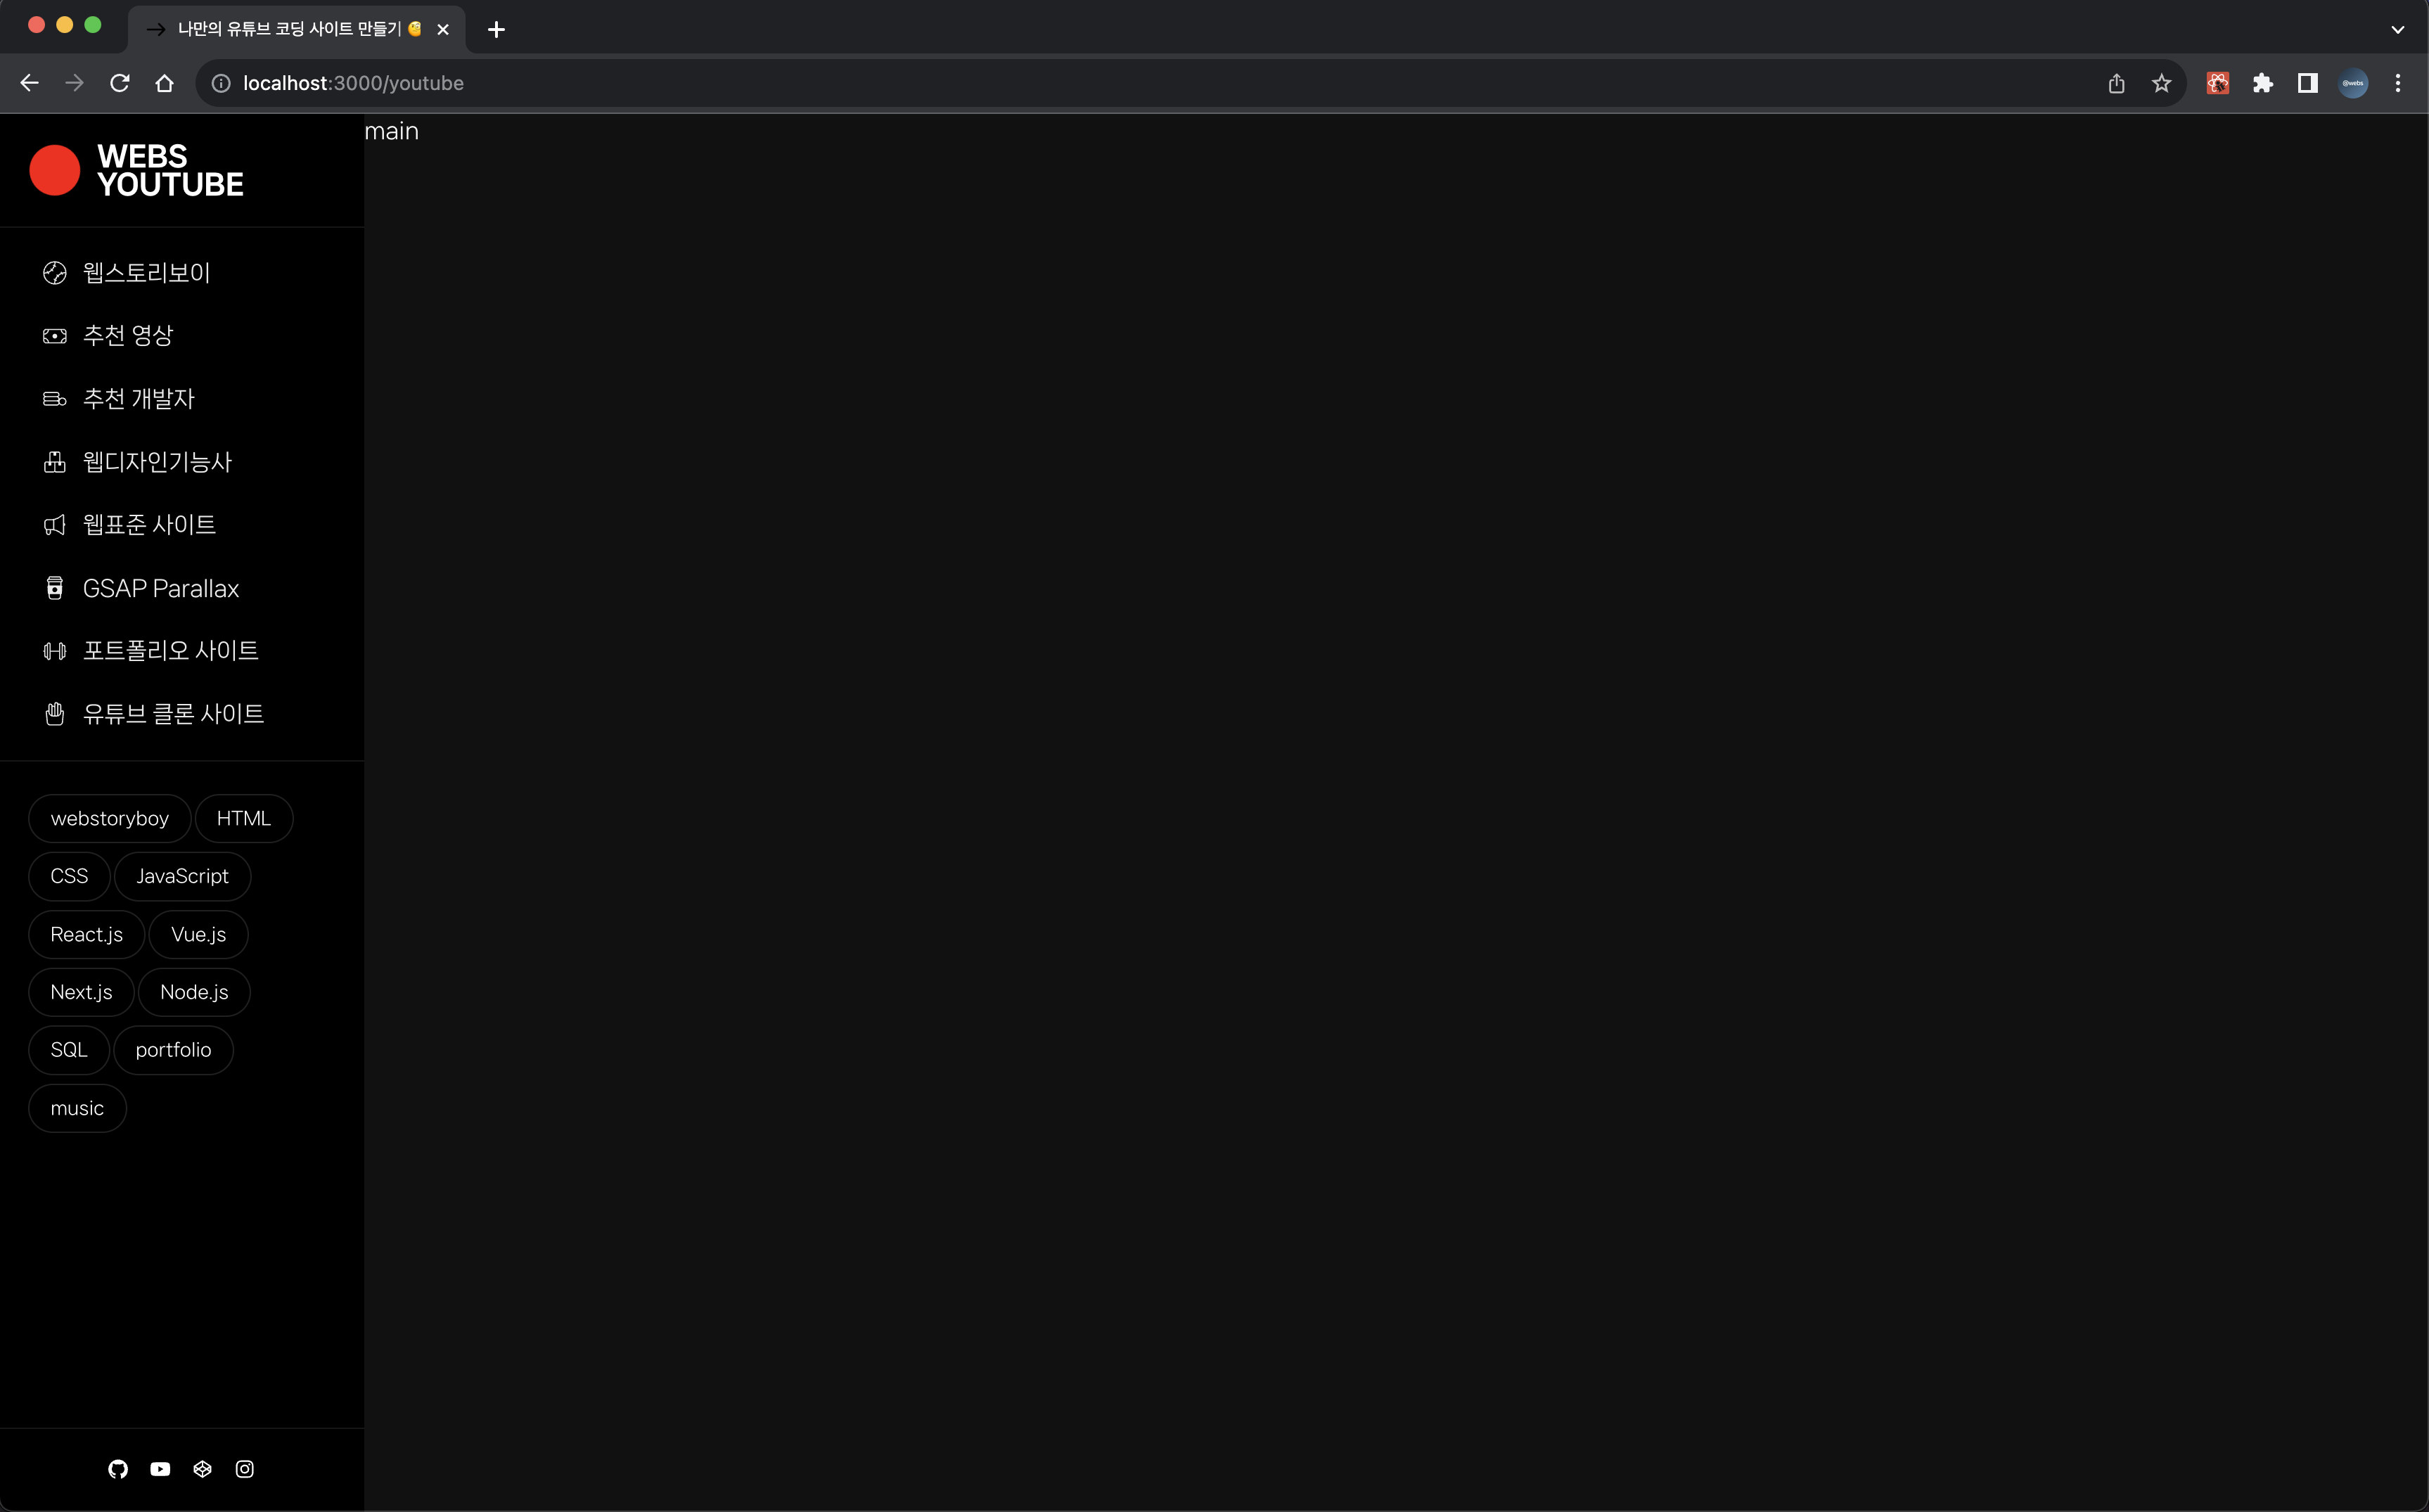 나만의 유튜브 코딩 사이트 만들기 🧐
localhost:3000/youtube
@webs
WEBS
YOUTUBE
main
웹스토리보이
추천 영상
추천 개발자
웹디자인기능사
웹표준 사이트
GSAP Parallax
포트폴리오 사이트
유튜브 클론 사이트
webstoryboy HTML
CSS JavaScript
React.js Vue.js
Next.js Node.js
SQL portfolio
music